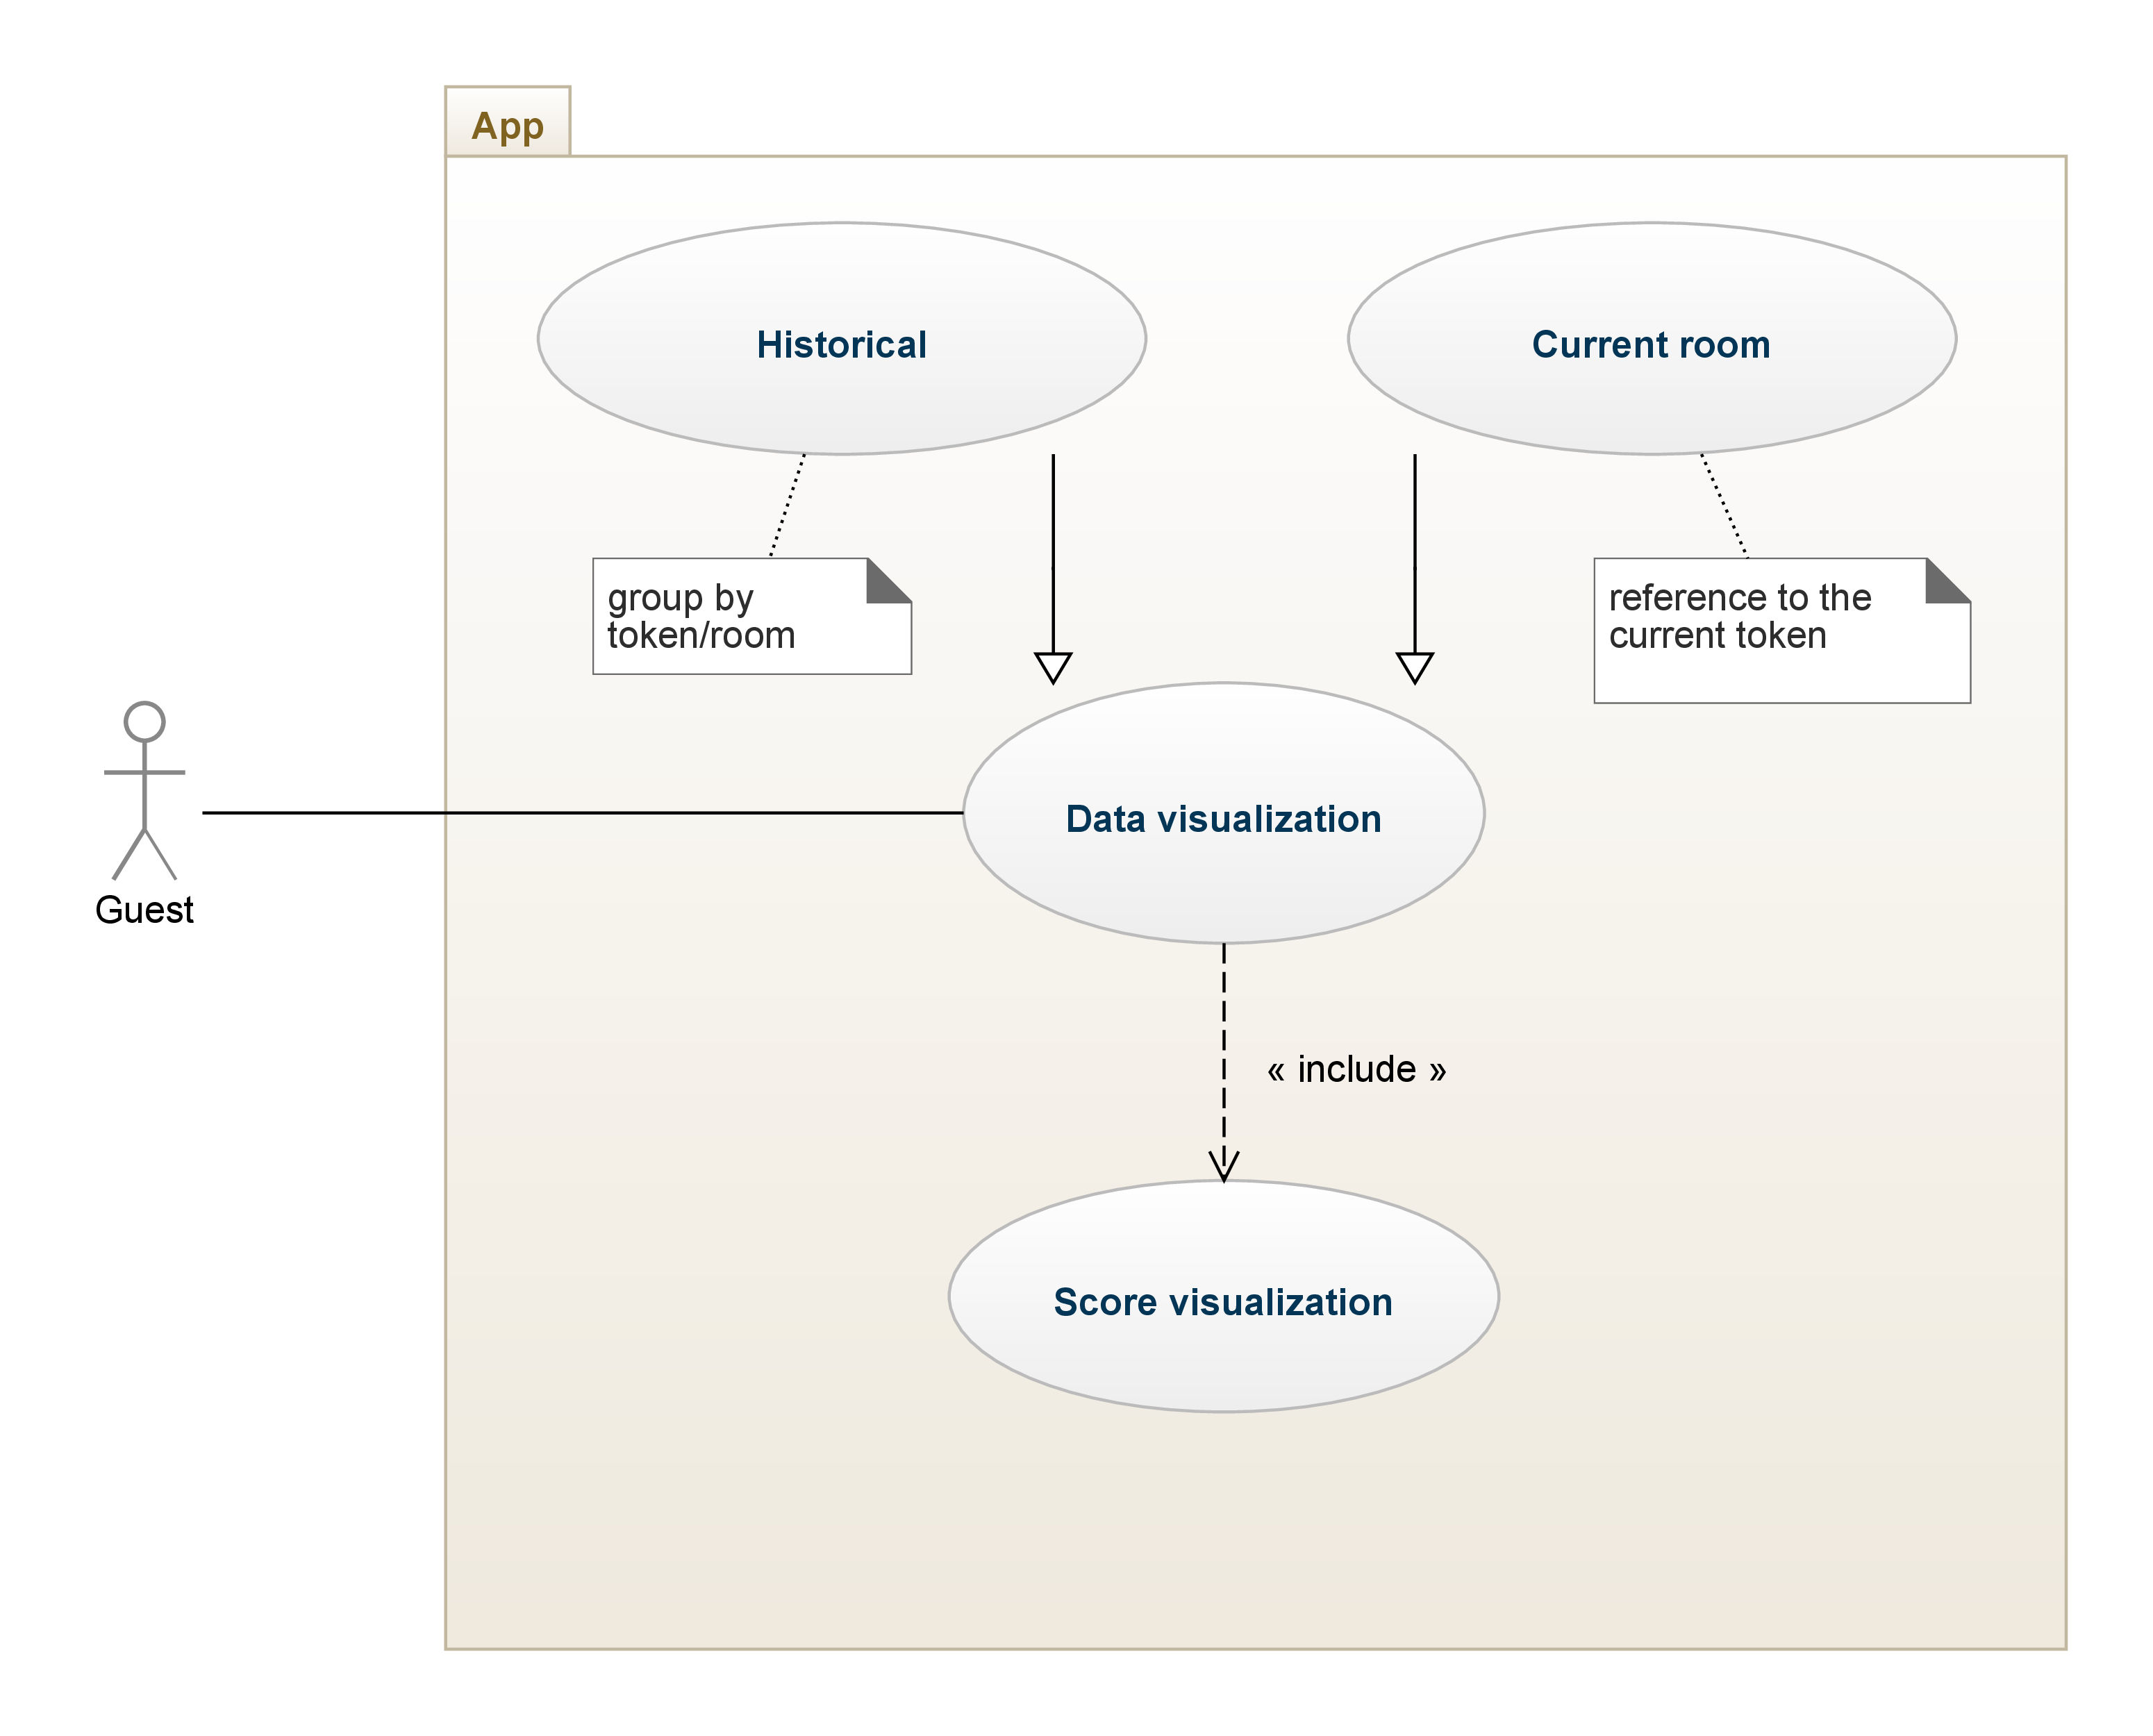 App
Historical
Current room
group by
token/room
reference to the
current token
Data visualization
Guest
« include »
Score visualization